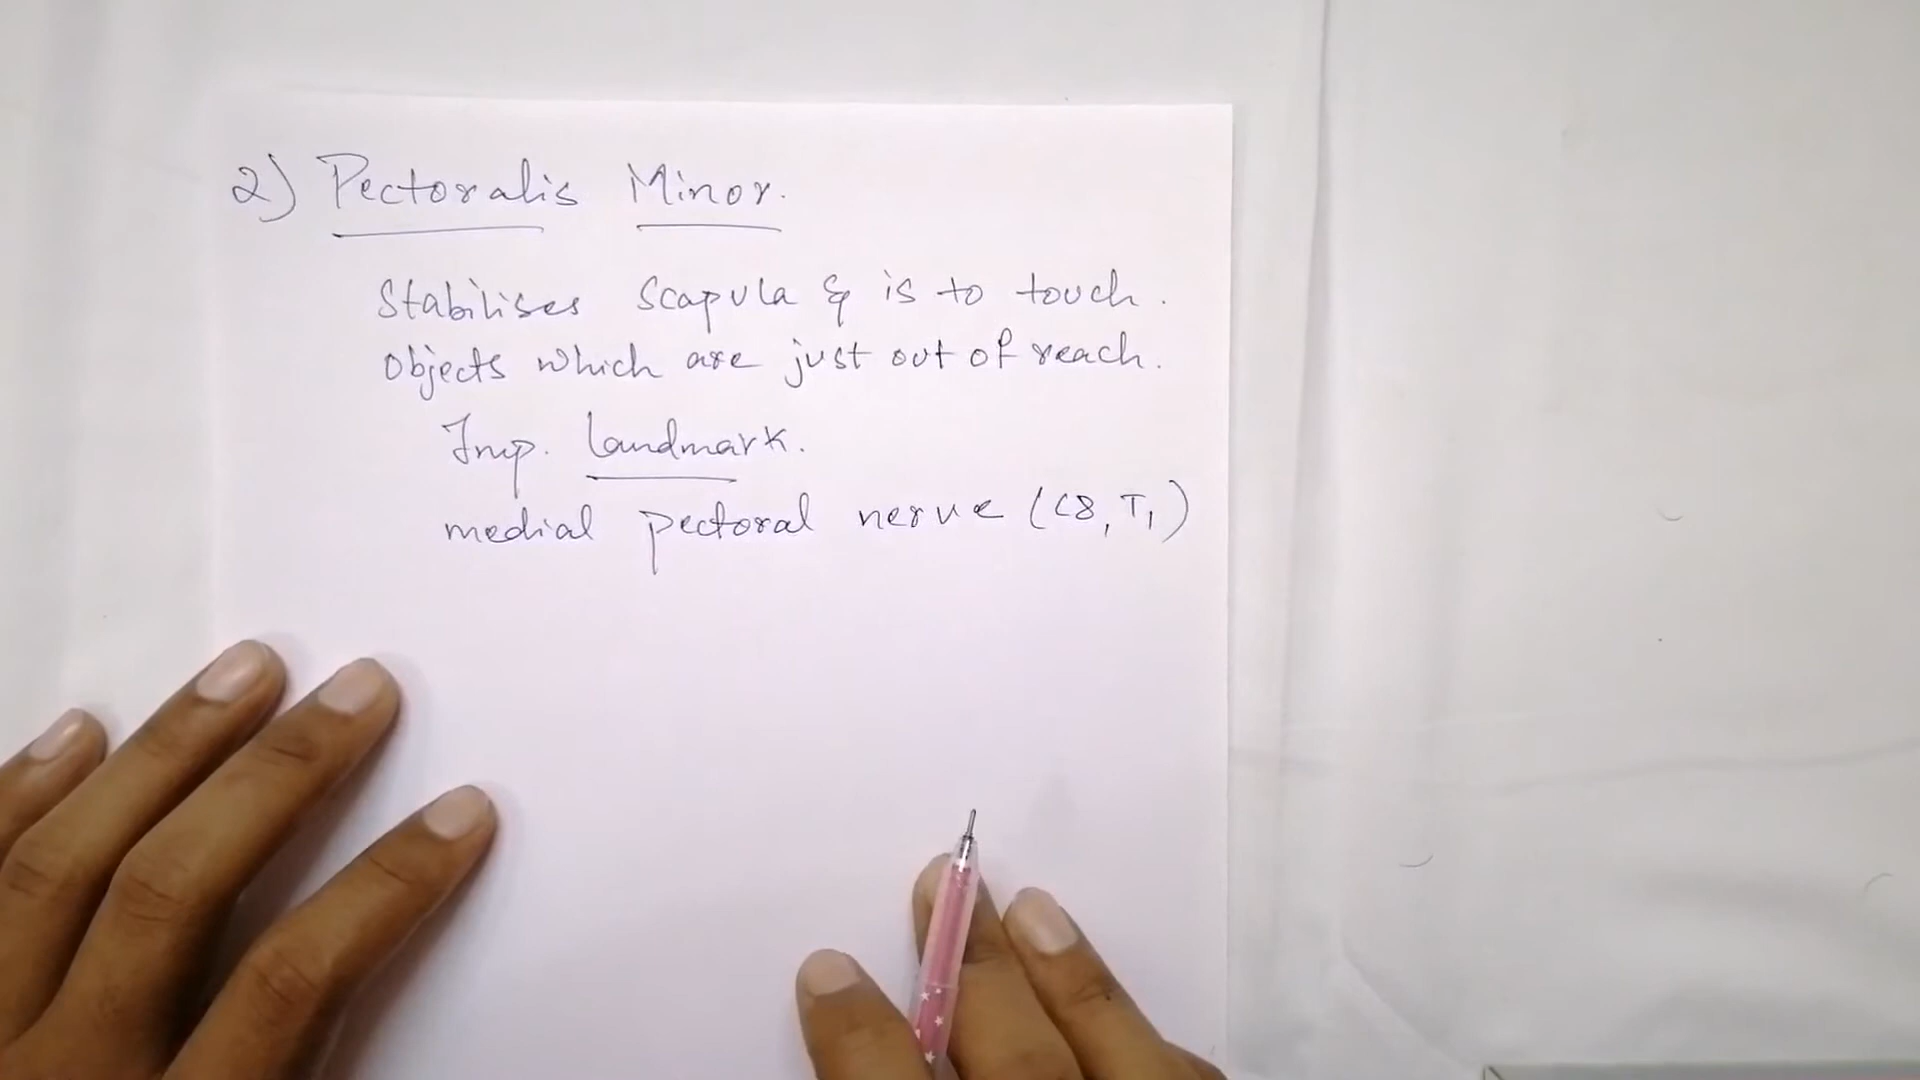 2) Pectoralis Minor.
Stabilises Scapula & is to touch.
objects which are just out of reach.
Imp. landmark.
medial pectoral nerve (C8, T1)